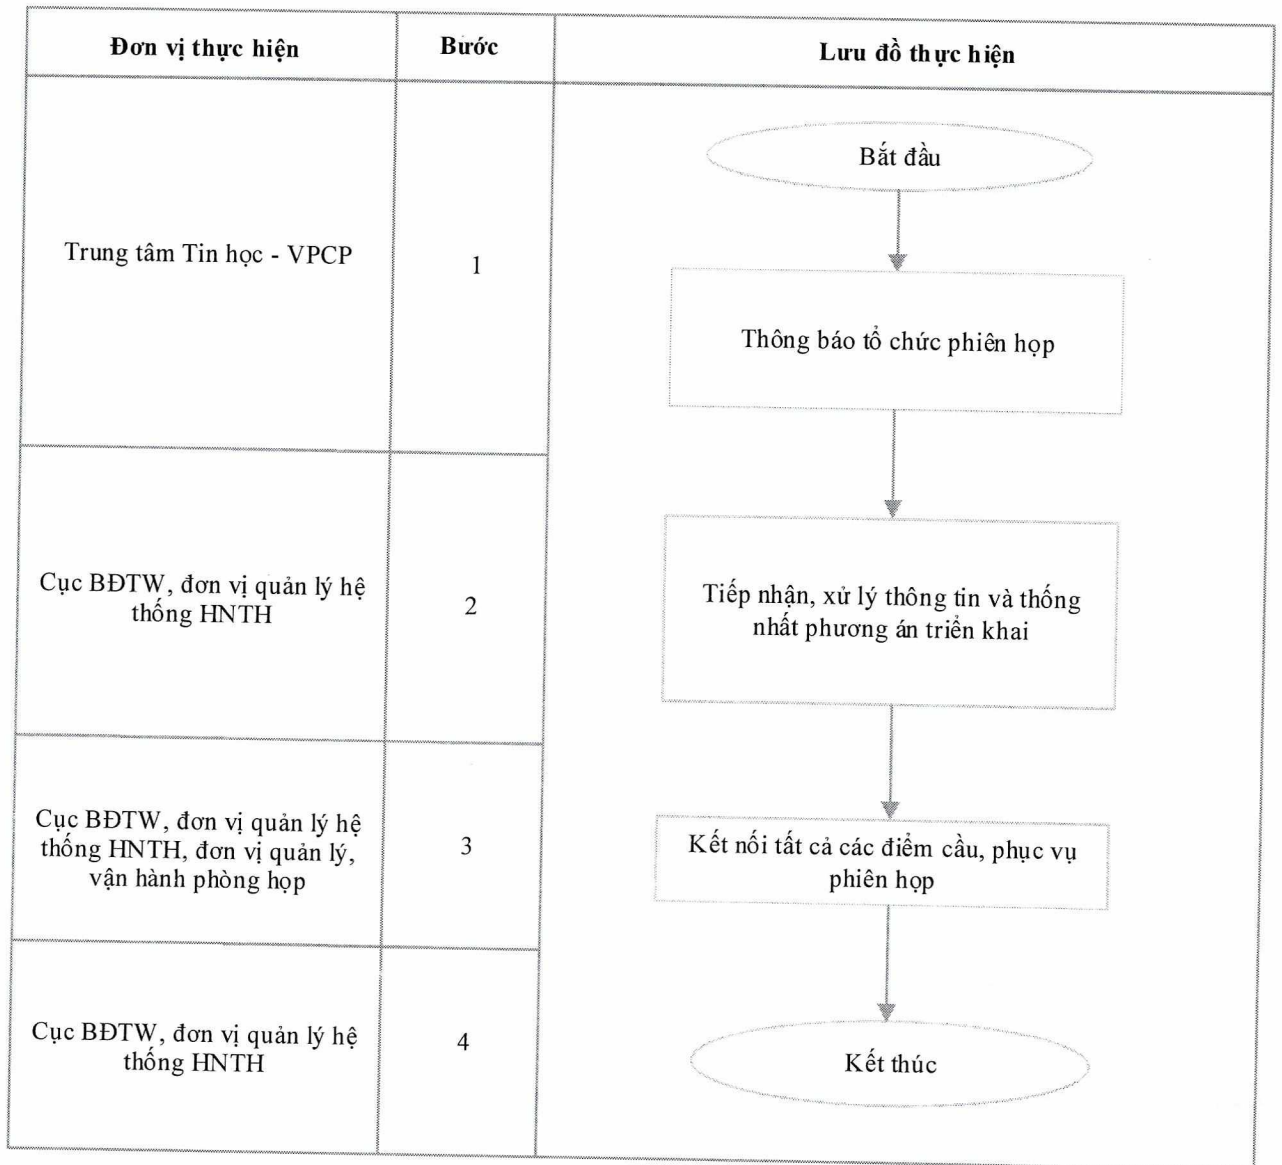 Đơn vị thực hiện
Bước
Lưu đồ thực hiện
Trung tâm Tin học - VPCP
1
Bắt đầu
Thông báo tổ chức phiên họp
Cục BĐTW, đơn vị quản lý hệ
thống HNTH
2
Tiếp nhận, xử lý thông tin và thống
nhất phương án triển khai
Cục BĐTW, đơn vị quản lý hệ
thống HNTH, đơn vị quản lý,
vận hành phòng họp
3
Kết nối tất cả các điểm cầu, phục vụ
phiên họp
Cục BĐTW, đơn vị quản lý hệ
thống HNTH
4
Kết thúc